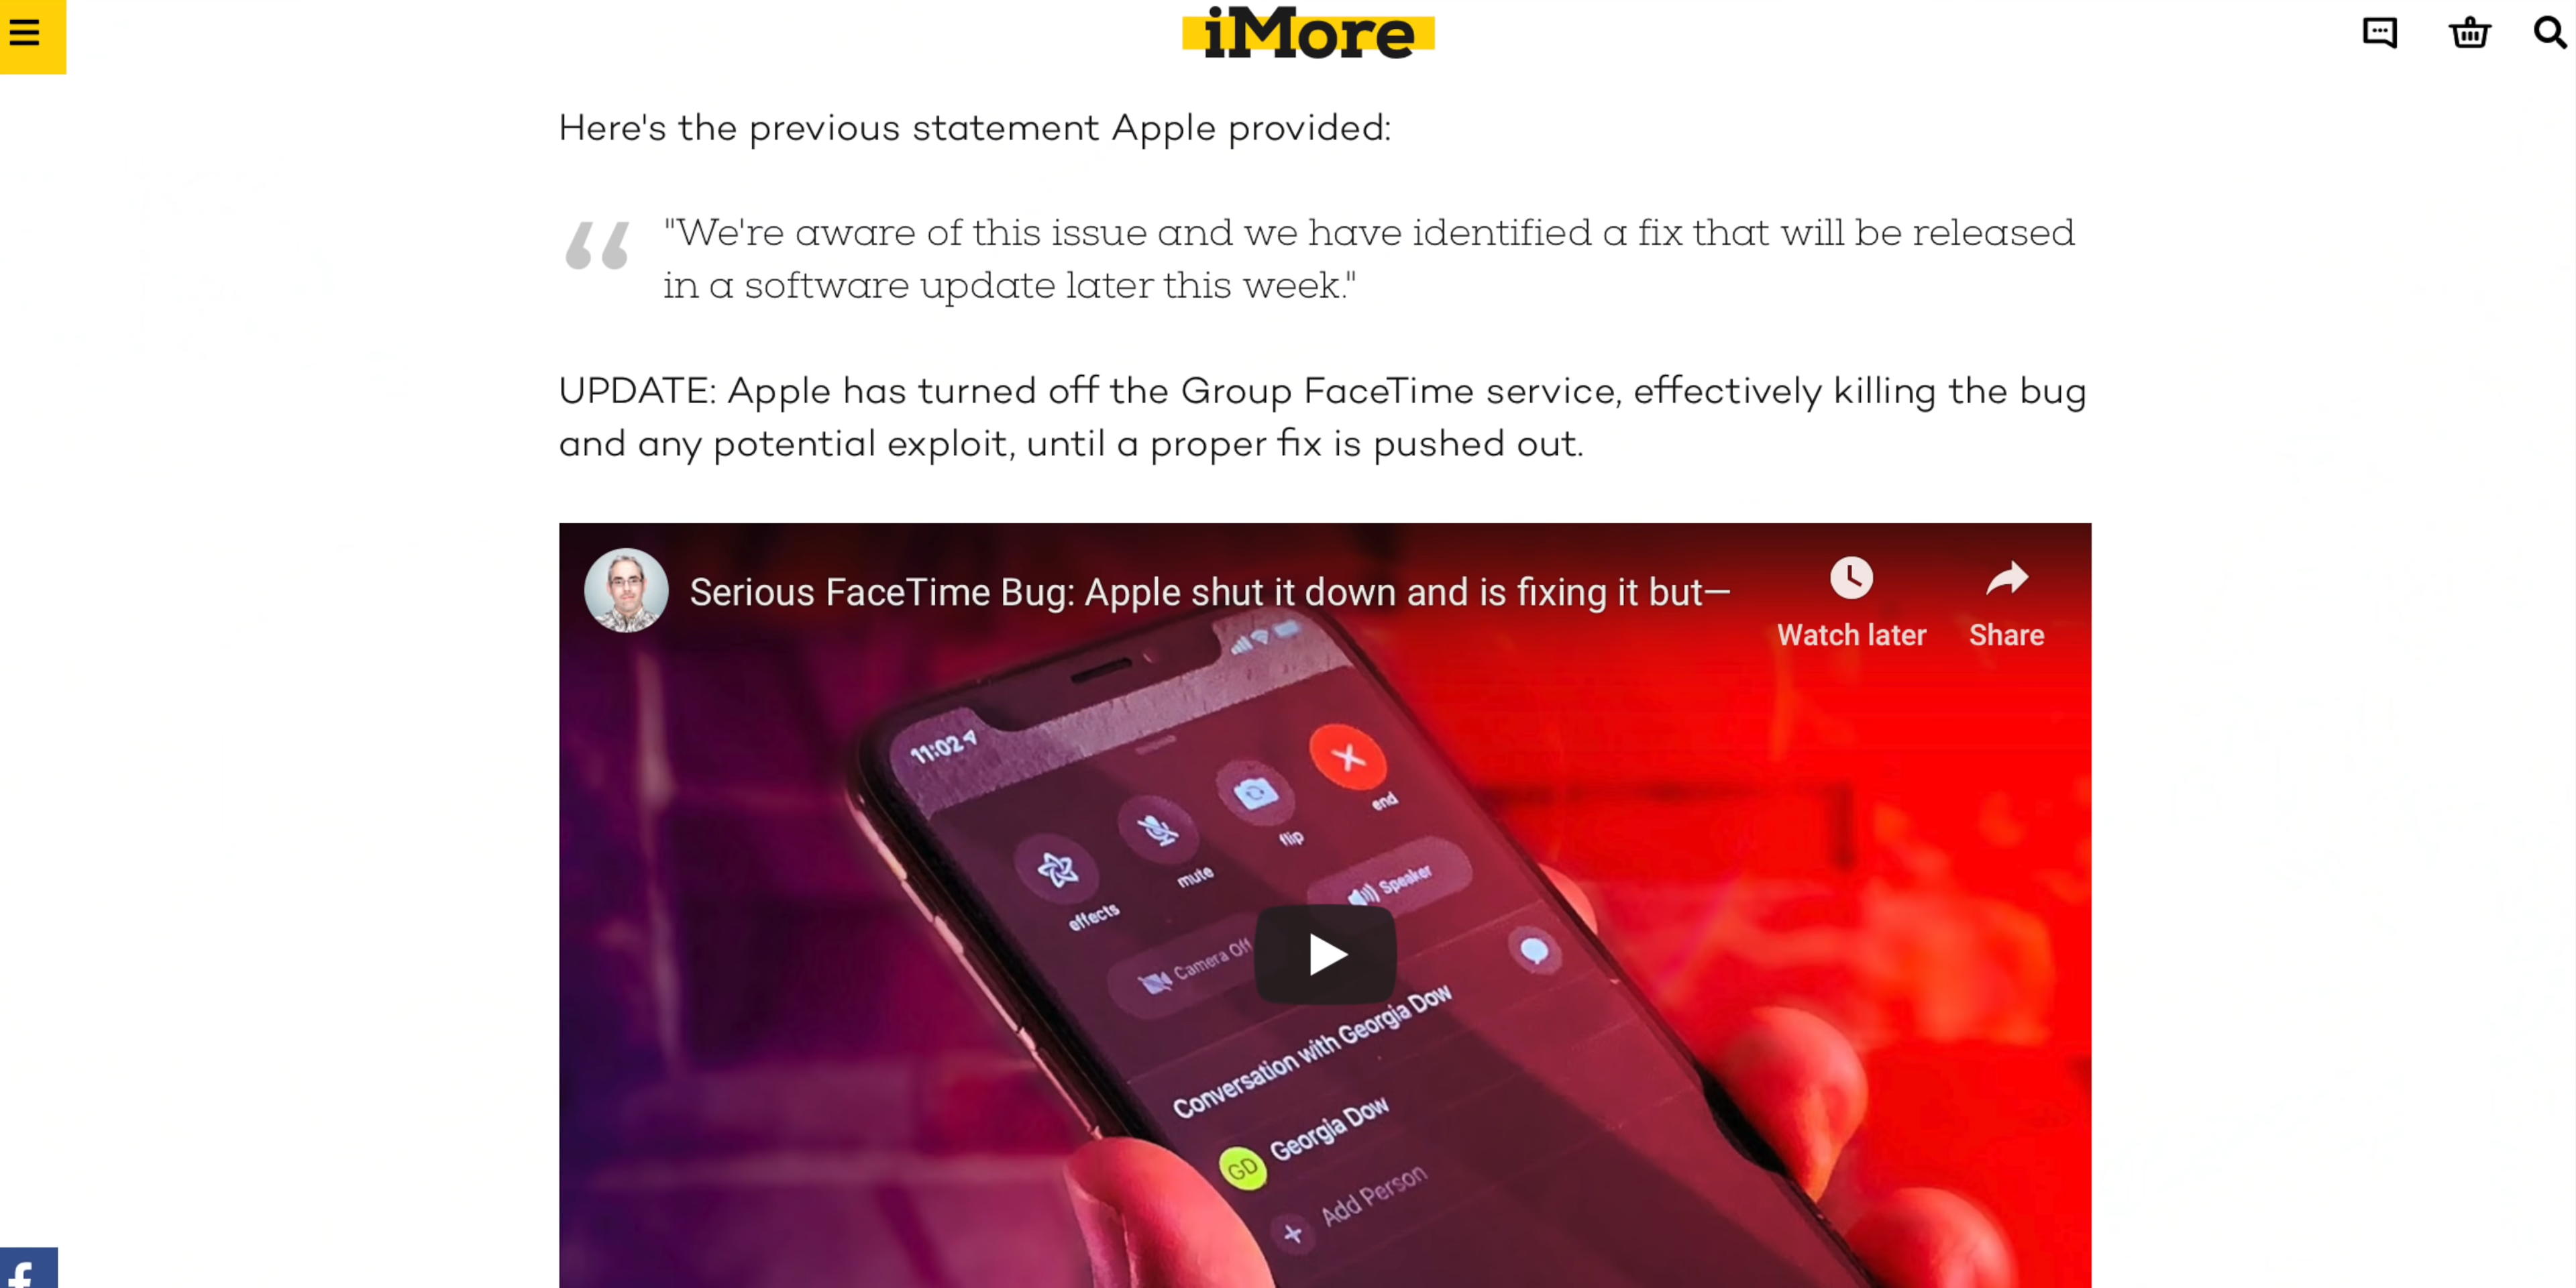 iMore
Here's the previous statement Apple provided:
"We're aware of this issue and we have identified a fix that will be released
in a software update later this week."
UPDATE: Apple has turned off the Group FaceTime service, effectively killing the bug
and any potential exploit, until a proper fix is pushed out.
Serious FaceTime Bug: Apple shut it down and is fixing it but—
Watch later
Share
11:02
effects
mute
flip
end
Camera Off
Speaker
Conversation with Georgia Dow
GD Georgia Dow
+ Add Person